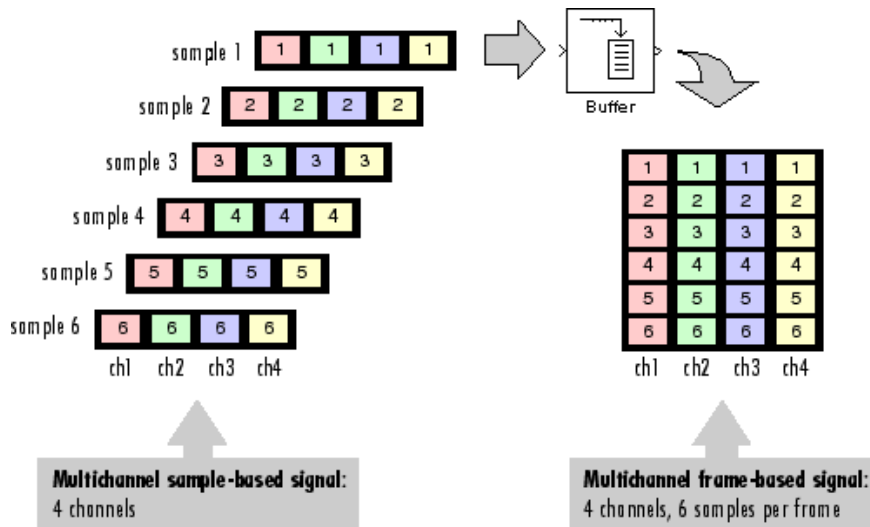 sample 1 1 1 1 1
sample 2 2 2 2 2
sample 3 3 3 3 3
sample 4 4 4 4 4
sample 5 5 5 5 5
sample 6 6 6 6 6
ch1 ch2 ch3 ch4
Multichannel sample-based signal:
4 channels
Buffer
1 1 1 1
2 2 2 2
3 3 3 3
4 4 4 4
5 5 5 5
6 6 6 6
ch1 ch2 ch3 ch4
Multichannel frame-based signal:
4 channels, 6 samples per frame